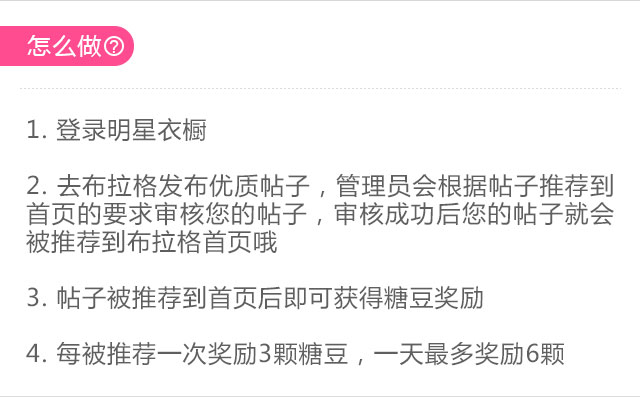 怎么做?
1. 登录明星衣橱
2. 去布拉格发布优质帖子，管理员会根据帖子推荐到
首页的要求审核您的帖子，审核成功后您的帖子就会
被推荐到布拉格首页哦
3. 帖子被推荐到首页后即可获得糖豆奖励
4. 每被推荐一次奖励3颗糖豆，一天最多奖励6颗